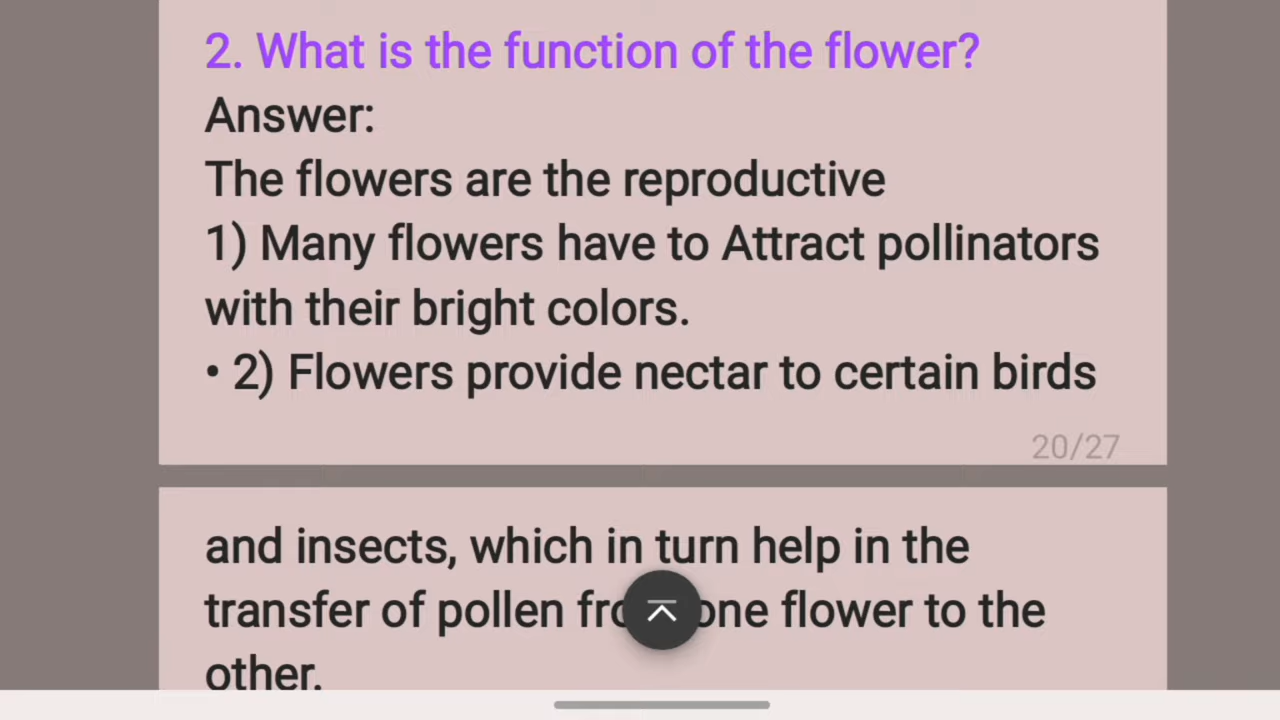 2. What is the function of the flower?
Answer:
The flowers are the reproductive
1) Many flowers have to Attract pollinators
with their bright colors.
• 2) Flowers provide nectar to certain birds
20/27
and insects, which in turn help in the
transfer of pollen one flower to the
other.